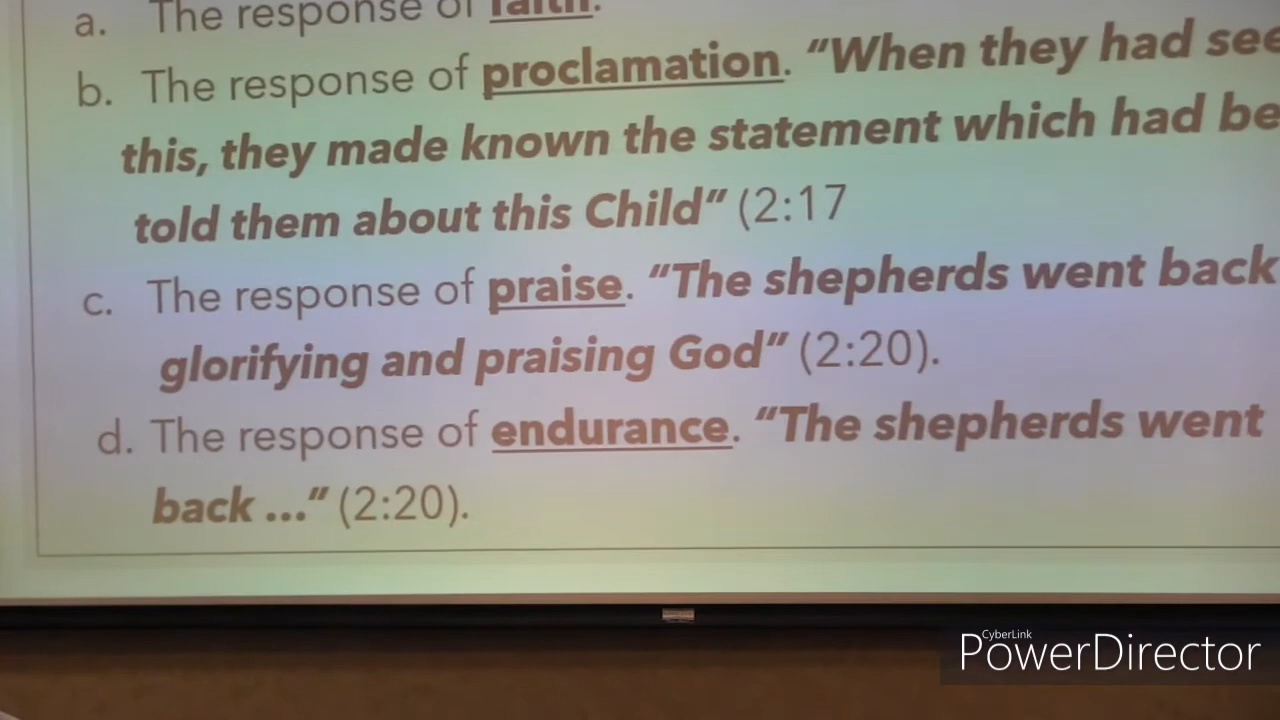 a. The response of faith.
b. The response of proclamation. “When they had see
this, they made known the statement which had be
told them about this Child” (2:17
c. The response of praise. “The shepherds went back
glorifying and praising God” (2:20).
d. The response of endurance. “The shepherds went
back ...” (2:20).
CyberLink
PowerDirector